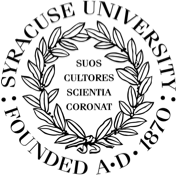 SYRACUSE UNIVERSITY
SUOS
CULTORES
SCIENTIA
CORONAT
FOUNDED A•D•1870